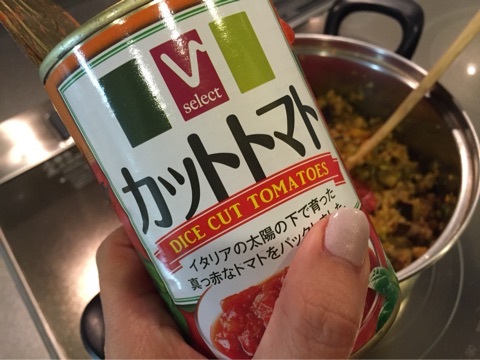 V
select
カットトマト
DICE CUT TOMATOES
イタリアの太陽の下で育った
真っ赤なトマトをパックしました